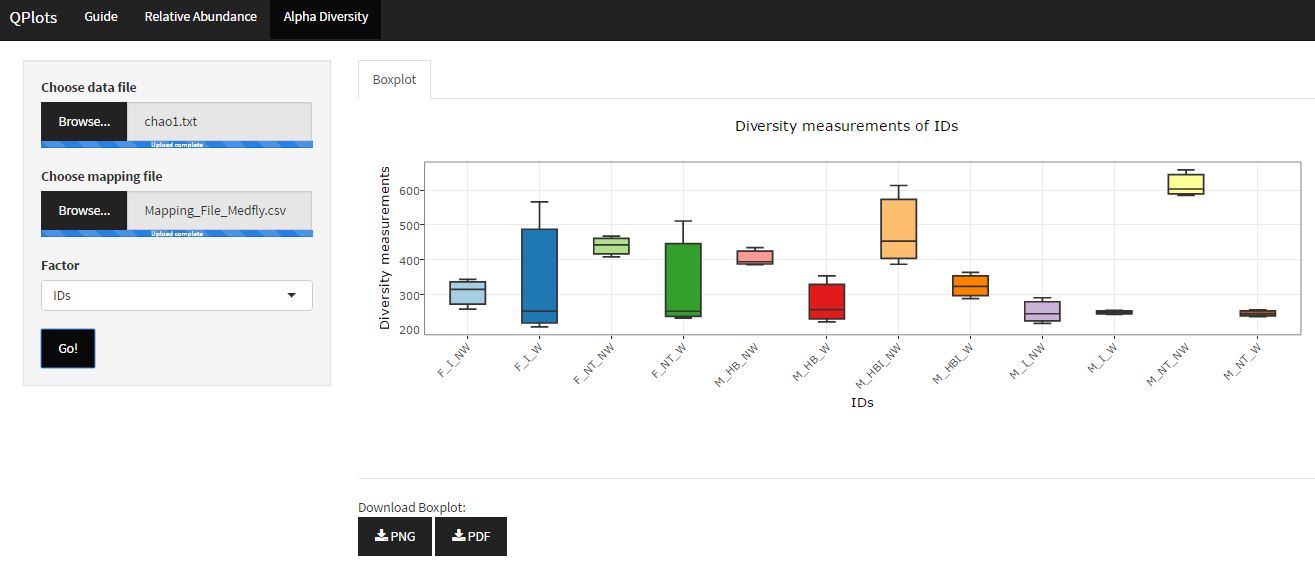 QPlots Guide Relative Abundance Alpha Diversity
Choose data file
Browse... chao1.txt
Upload complete
Choose mapping file
Browse... Mapping_File_Medfly.csv
Upload complete
Factor
IDs
Go!
Boxplot
Diversity measurements of IDs
Diversity measurements
600
500
400
300
200
F_I_NW F_I_W F_NT_NW F_NT_W M_HB_NW M_HB_W M_HBI_NW M_HBI_W M_I_NW M_I_W M_NT_NW M_NT_W
IDs
Download Boxplot:
PNG PDF